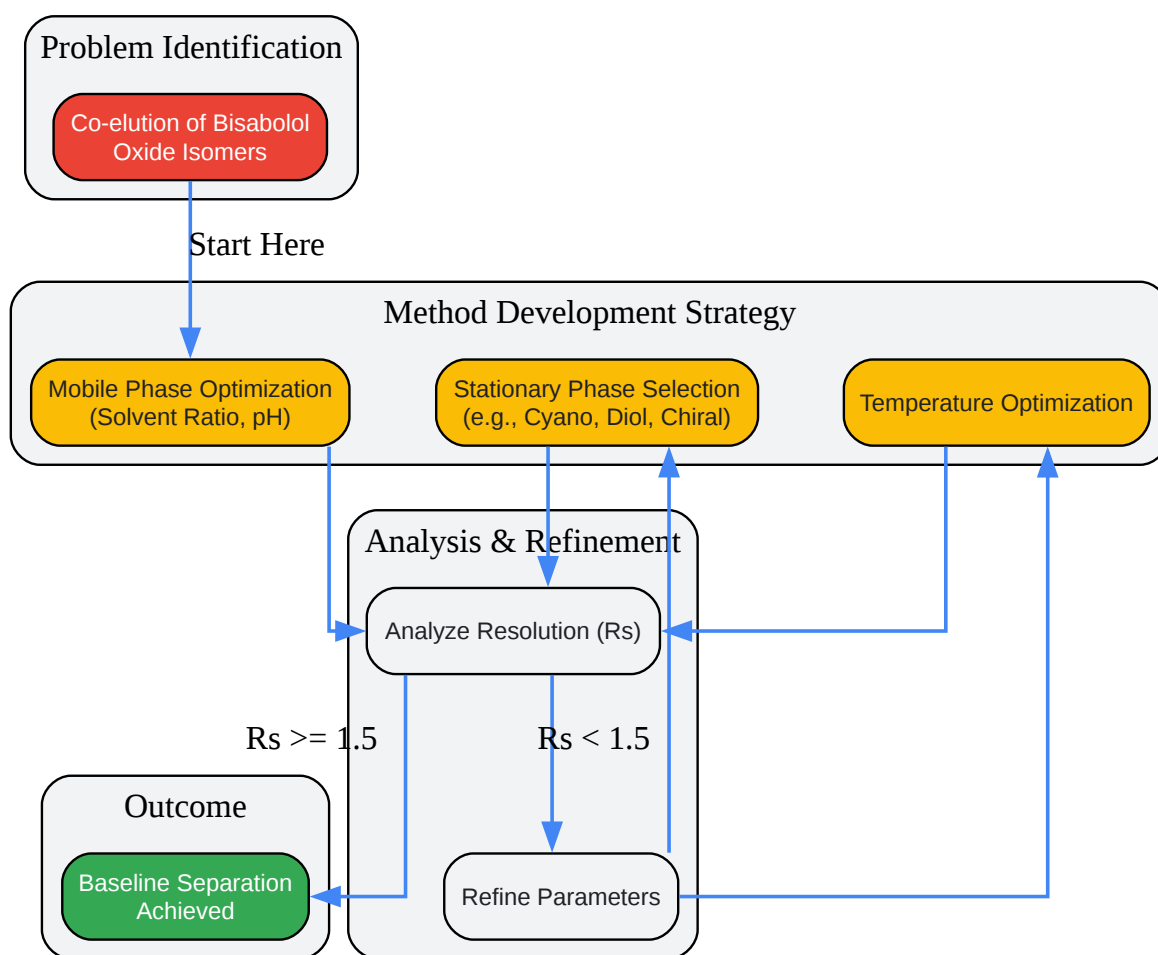 Problem Identification
Co-elution of Bisabolol
Oxide Isomers
Start Here
Method Development Strategy
Mobile Phase Optimization
(Solvent Ratio, pH)
Stationary Phase Selection
(e.g., Cyano, Diol, Chiral)
Temperature Optimization
Analysis & Refinement
Analyze Resolution (Rs)
Rs >= 1.5
Rs < 1.5
Outcome
Baseline Separation
Achieved
Refine Parameters